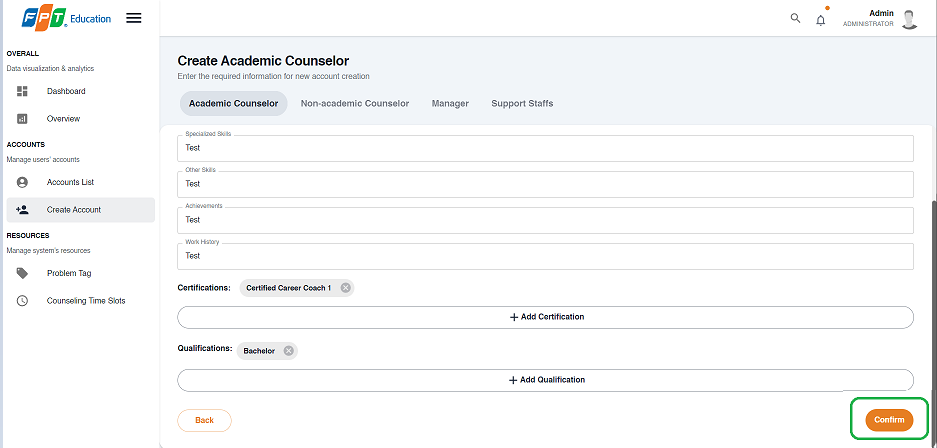 FPT Education
Admin
ADMINISTRATOR
OVERALL
Data visualization & analytics
Dashboard
Overview
ACCOUNTS
Manage users' accounts
Accounts List
Create Account
RESOURCES
Manage system's resources
Problem Tag
Counseling Time Slots
Create Academic Counselor
Enter the required information for new account creation
Academic Counselor Non-academic Counselor Manager Support Staffs
Specialized Skills
Test
Other Skills
Test
Achievements
Test
Work History
Test
Certifications: Certified Career Coach 1
+ Add Certification
Qualifications: Bachelor
+ Add Qualification
Back Confirm